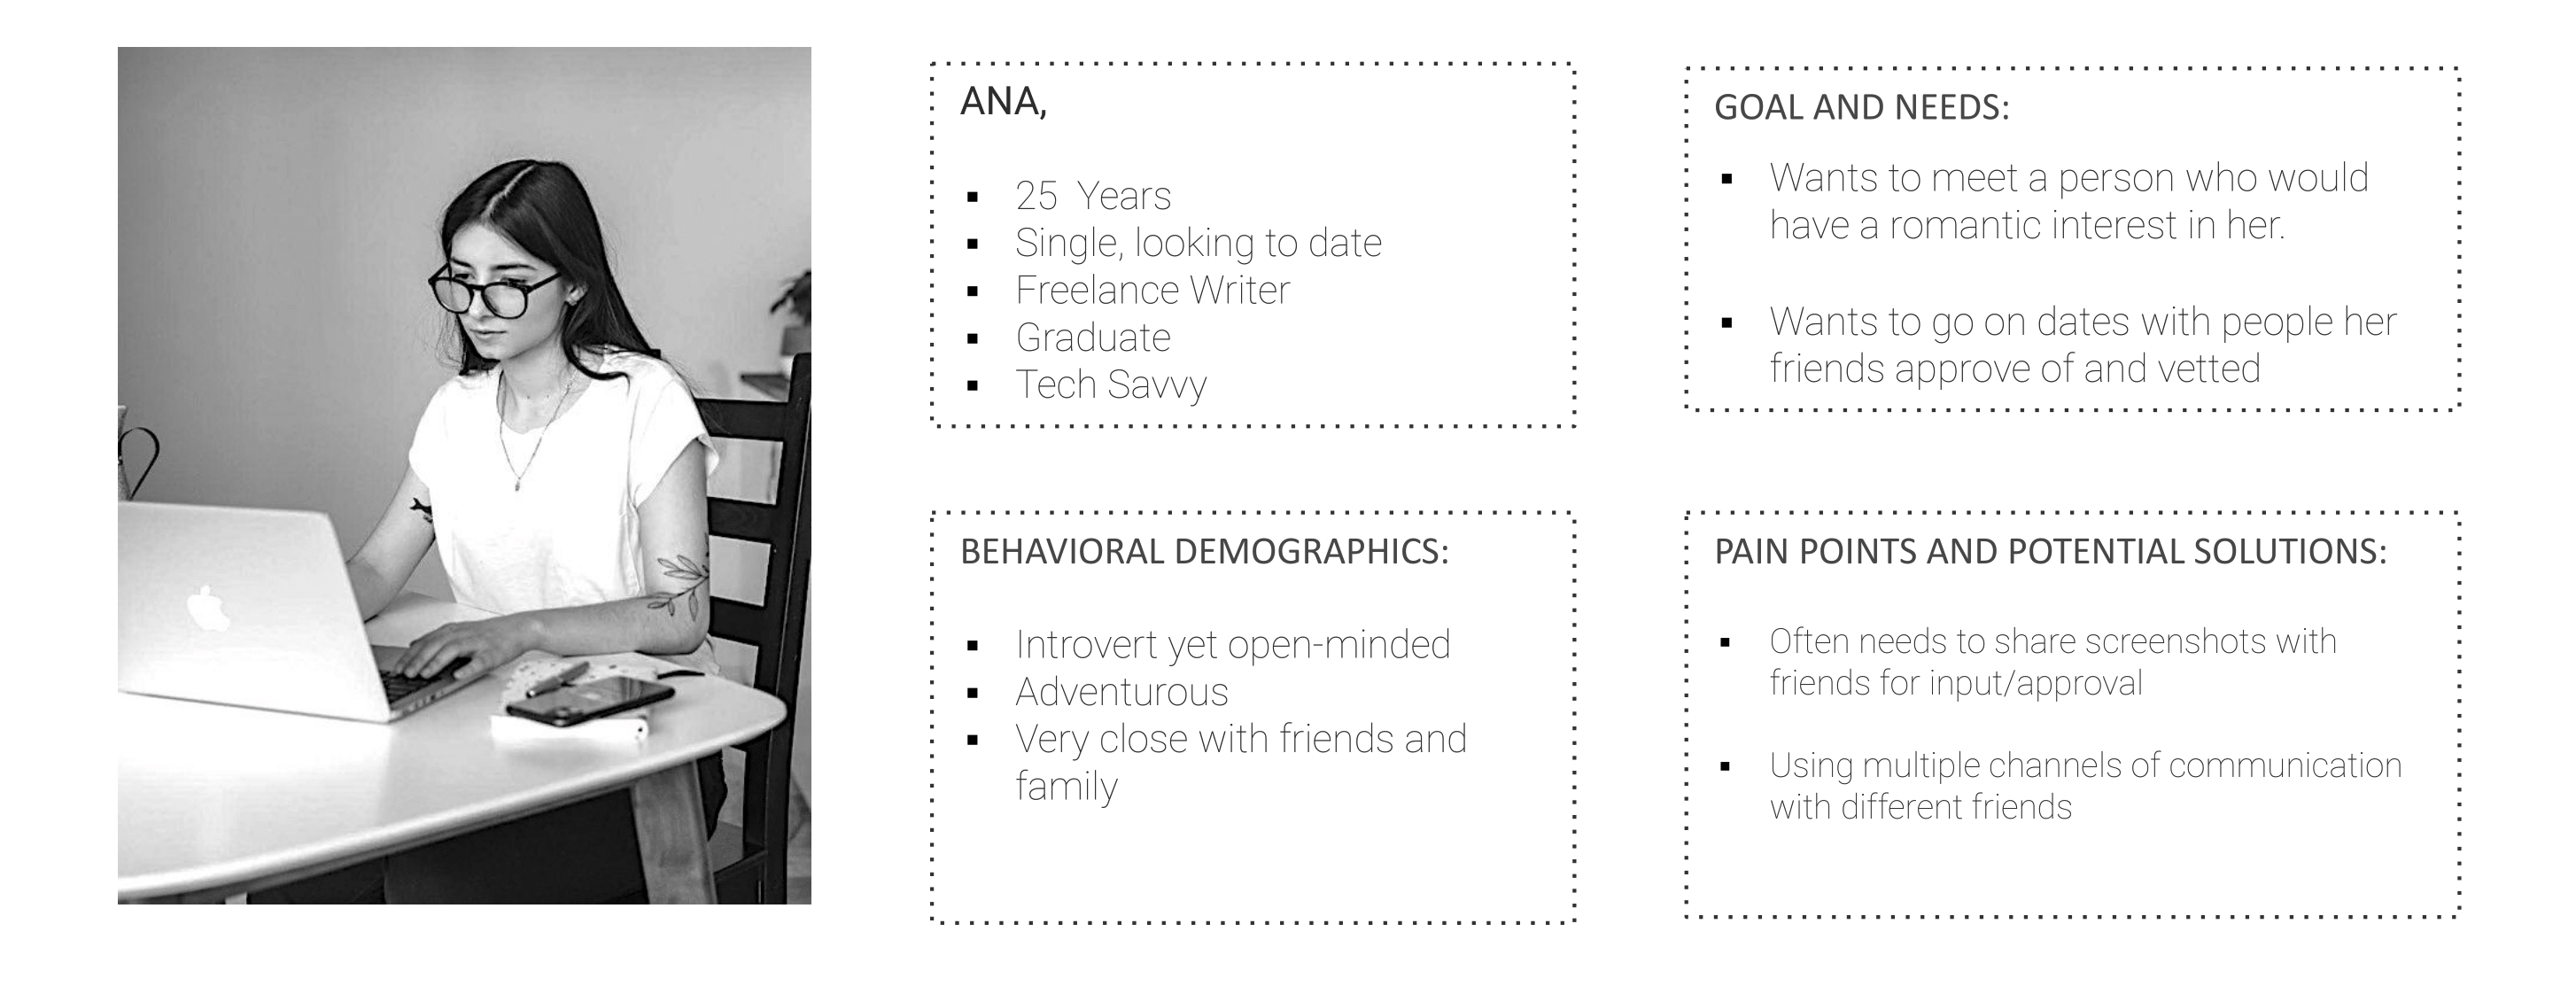 ANA,
25 Years
Single, looking to date
Freelance Writer
Graduate
Tech Savvy
GOAL AND NEEDS:
Wants to meet a person who would
have a romantic interest in her.
Wants to go on dates with people her
friends approve of and vetted
BEHAVIORAL DEMOGRAPHICS:
Introvert yet open-minded
Adventurous
Very close with friends and
family
PAIN POINTS AND POTENTIAL SOLUTIONS:
Often needs to share screenshots with
friends for input/approval
Using multiple channels of communication
with different friends